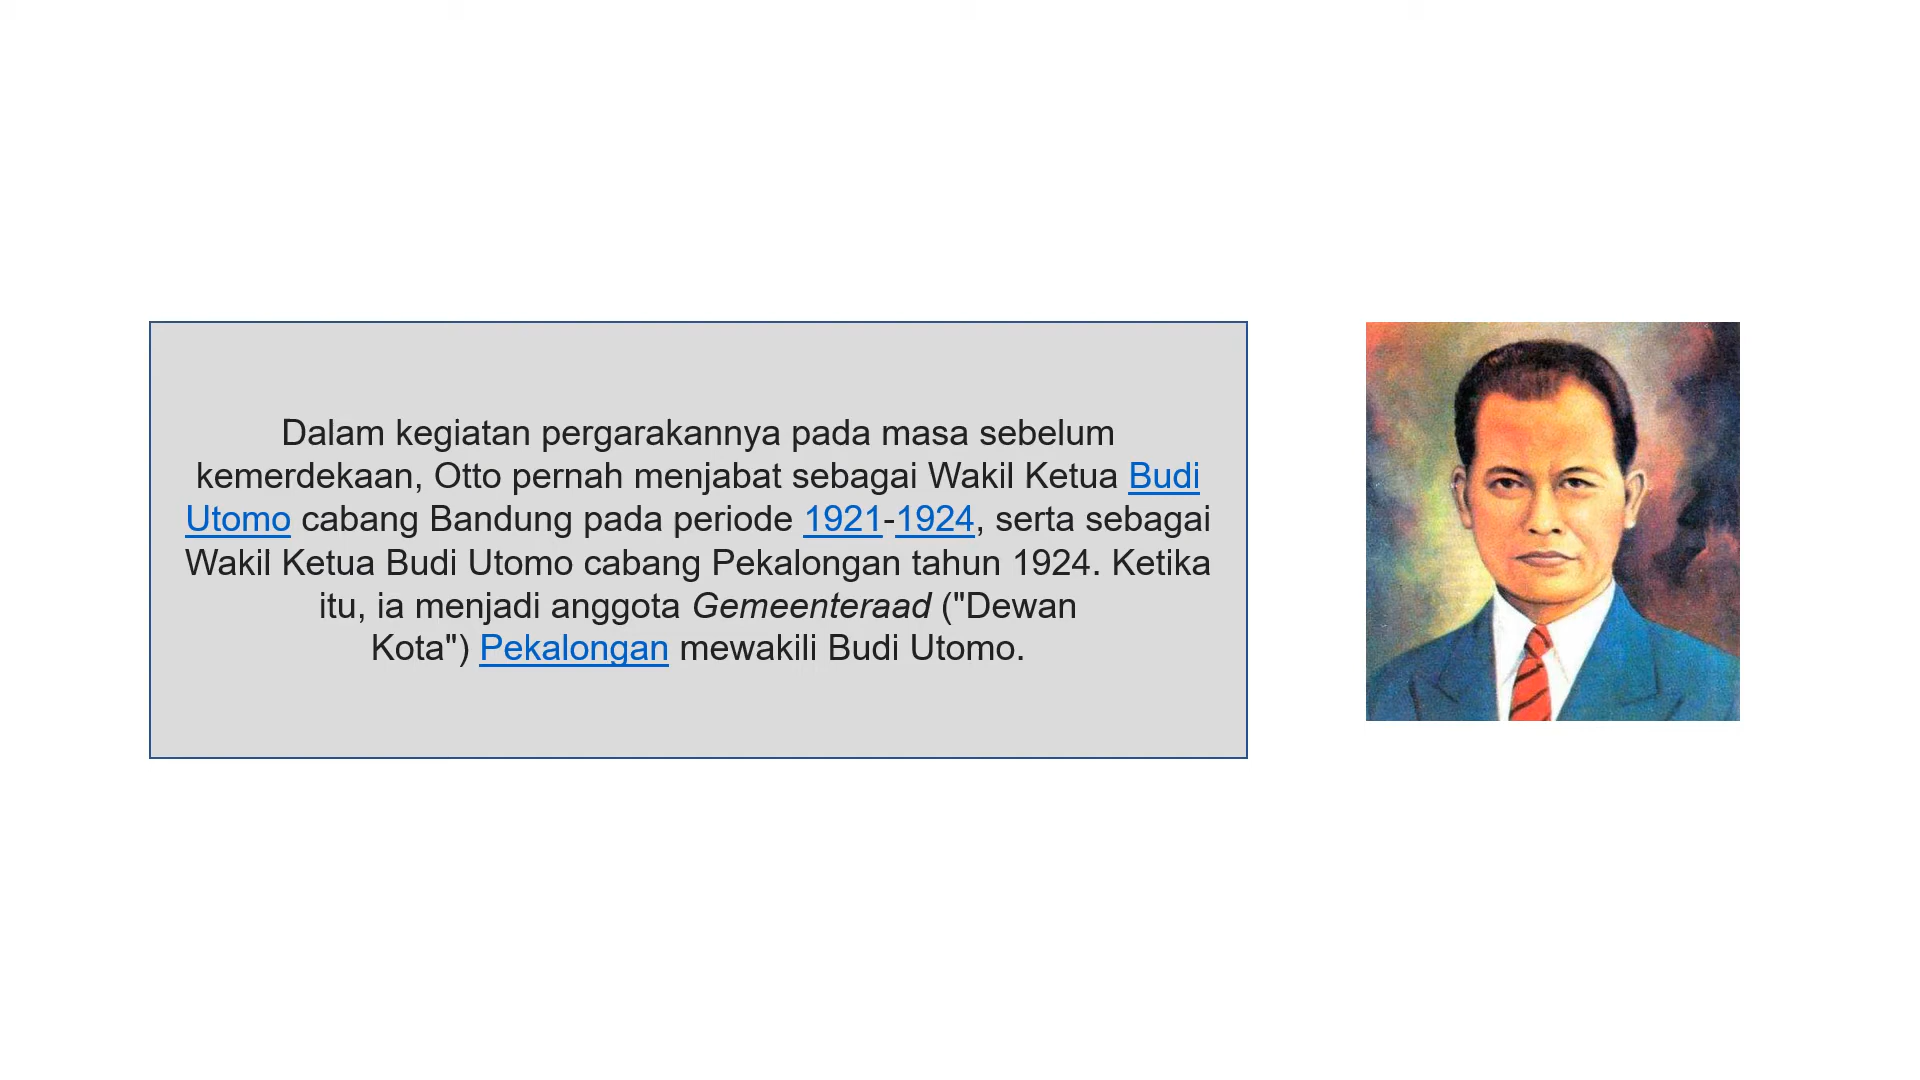 Dalam kegiatan pergarakannya pada masa sebelum
kemerdekaan, Otto pernah menjabat sebagai Wakil Ketua Budi
Utomo cabang Bandung pada periode 1921-1924, serta sebagai
Wakil Ketua Budi Utomo cabang Pekalongan tahun 1924. Ketika
itu, ia menjadi anggota Gemeenteraad ("Dewan
Kota") Pekalongan mewakili Budi Utomo.